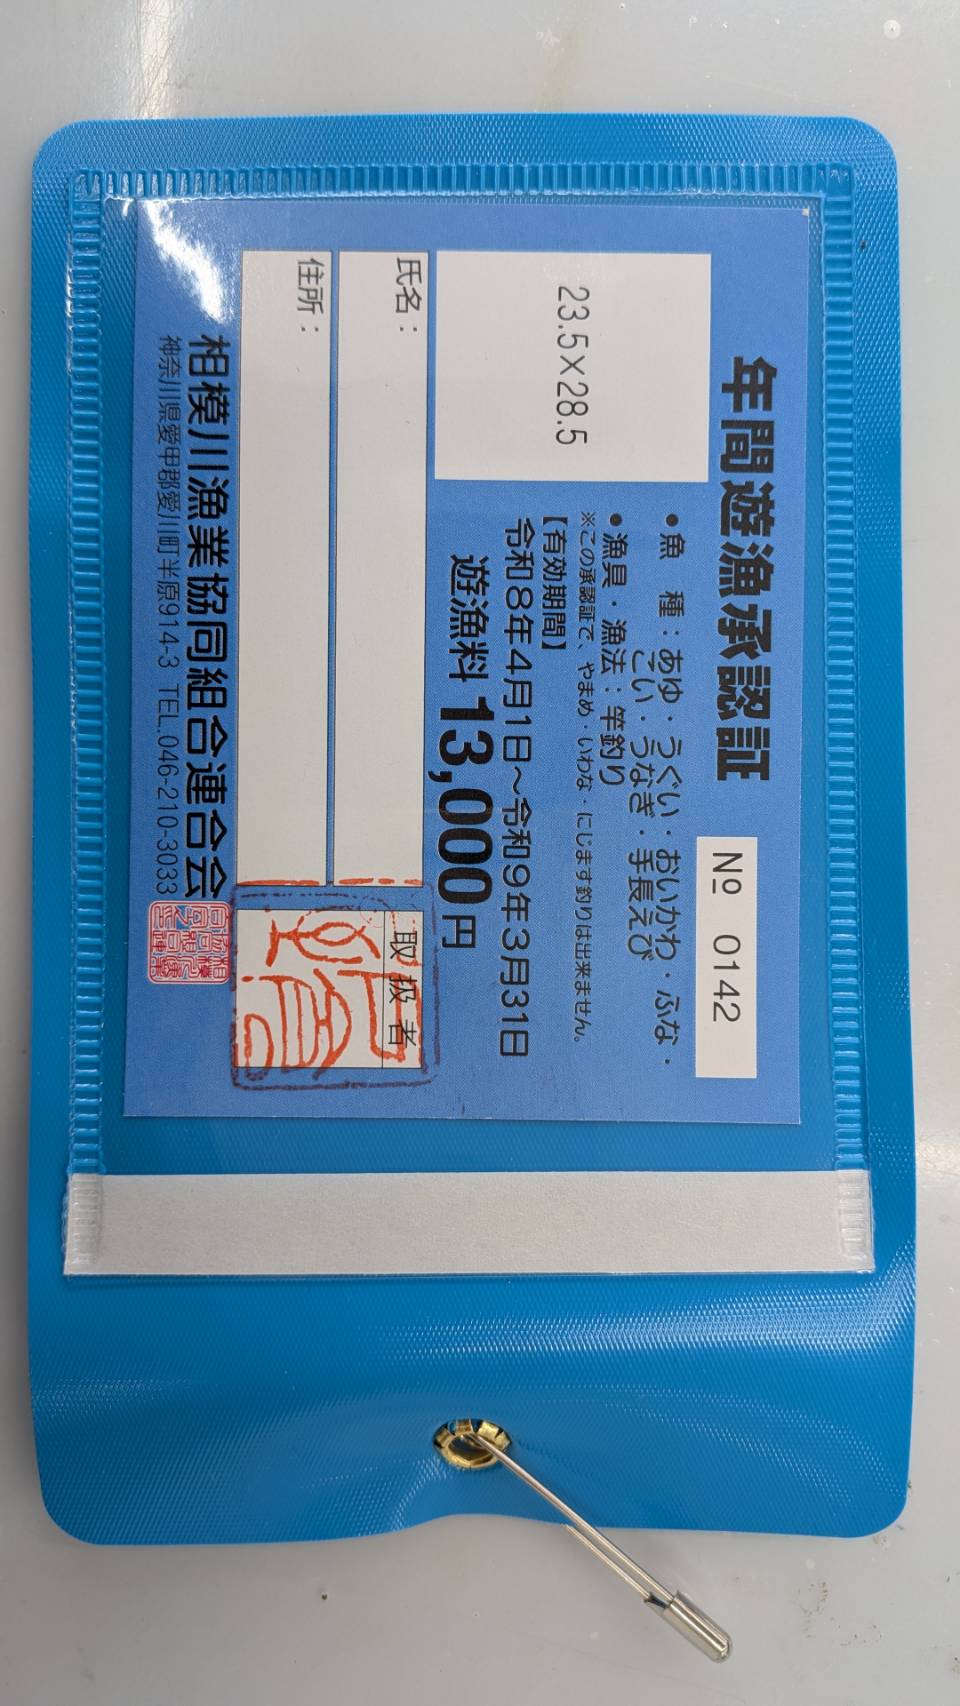 年間遊漁承認証
№ 0142
23.5×28.5
●魚　種：あゆ・うぐい・おいかわ・ふな・
こい・うなぎ・手長えび
●漁具・漁法：竿釣り
※この承認証で、やまめ・いわな・にじます釣りは出来ません。
【有効期間】
令和8年4月1日～令和9年3月31日
遊漁料 13,000円
氏名：
住所：
取扱者
相模川漁業協同組合連合会
神奈川県愛甲郡愛川町半原914-3 TEL.046-210-3033